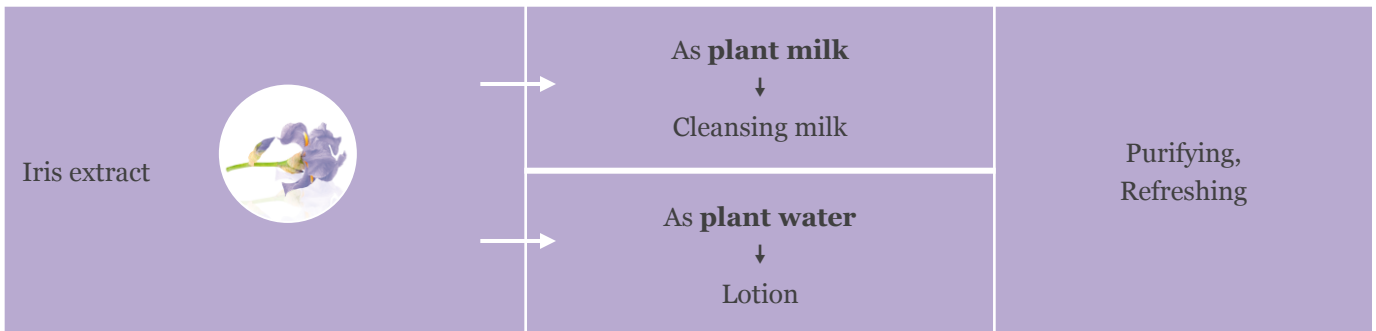 Iris extract
As plant milk
Cleansing milk
As plant water
Lotion
Purifying,
Refreshing